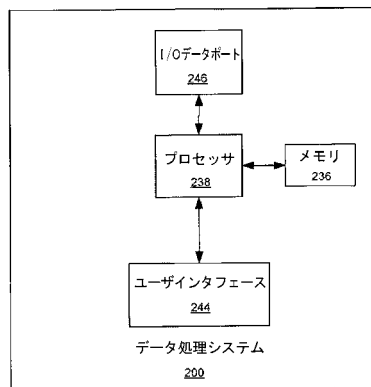 I/Oデータポート
246
プロセッサ
238
メモリ
236
ユーザインタフェース
244
データ処理システム
200